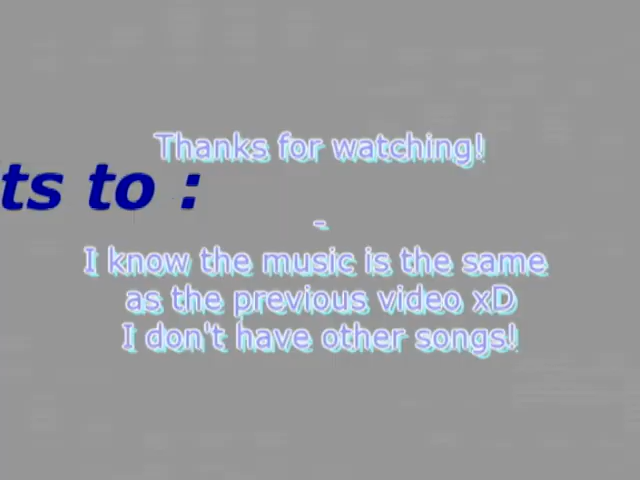 Thanks for watching!
ts to :
-
I know the music is the same
as the previous video xD
I don't have other songs!